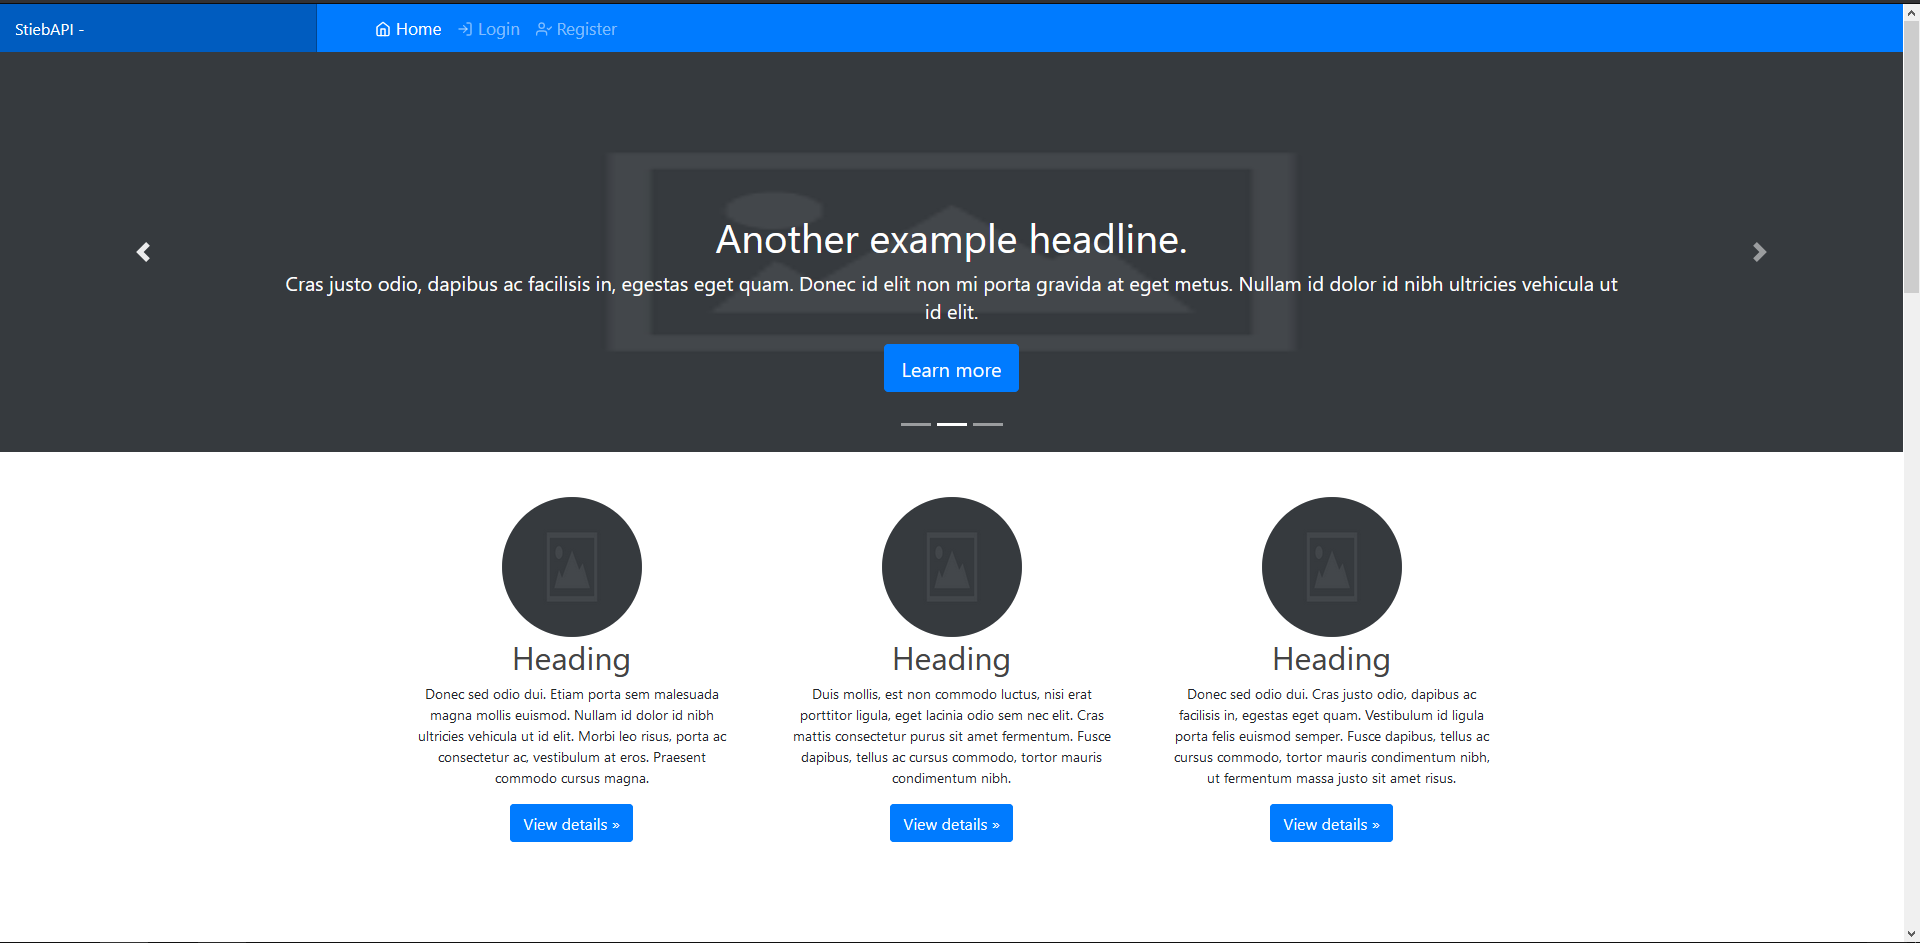 StiebAPI -
Home Login Register
Another example headline.
Cras justo odio, dapibus ac facilisis in, egestas eget quam. Donec id elit non mi porta gravida at eget metus. Nullam id dolor id nibh ultricies vehicula ut
id elit.
Learn more
Heading
Donec sed odio dui. Etiam porta sem malesuada
magna mollis euismod. Nullam id dolor id nibh
ultricies vehicula ut id elit. Morbi leo risus, porta ac
consectetur ac, vestibulum at eros. Praesent
commodo cursus magna.
View details »
Heading
Duis mollis, est non commodo luctus, nisi erat
porttitor ligula, eget lacinia odio sem nec elit. Cras
mattis consectetur purus sit amet fermentum. Fusce
dapibus, tellus ac cursus commodo, tortor mauris
condimentum nibh.
View details »
Heading
Donec sed odio dui. Cras justo odio, dapibus ac
facilisis in, egestas eget quam. Vestibulum id ligula
porta felis euismod semper. Fusce dapibus, tellus ac
cursus commodo, tortor mauris condimentum nibh,
ut fermentum massa justo sit amet risus.
View details »